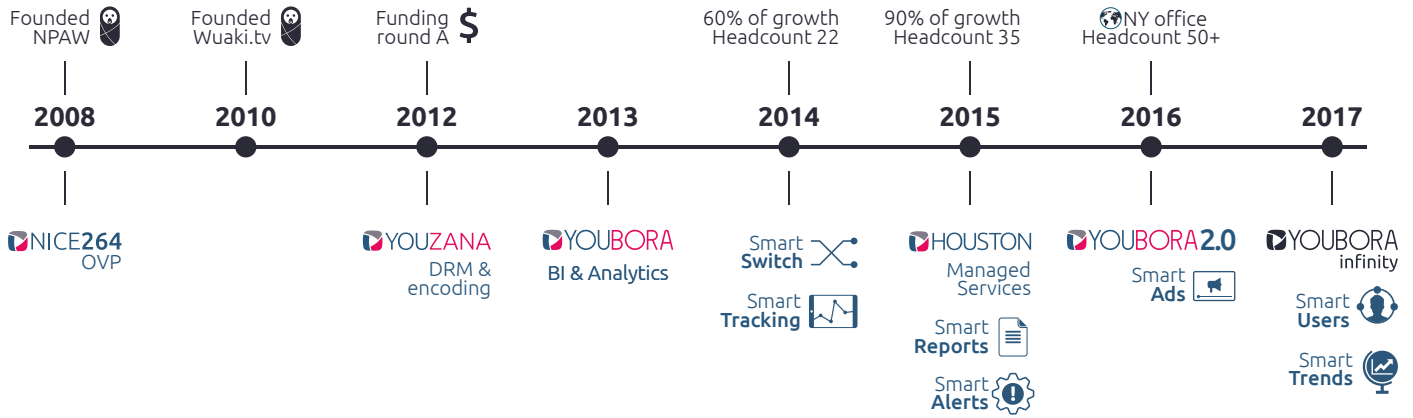 Founded
NPAW
Founded
Wuaki.tv
Funding
round A $
60% of growth
Headcount 22
90% of growth
Headcount 35
NY office
Headcount 50+
2008
2010
2012
2013
2014
2015
2016
2017
NICE264
OVP
YOUZANA
DRM &
encoding
YOUBORA
BI & Analytics
Smart
Switch
Smart
Tracking
HOUSTON
Managed
Services
Smart
Reports
Smart
Alerts
YOUBORA 2.0
Smart
Ads
YOUBORA
infinity
Smart
Users
Smart
Trends